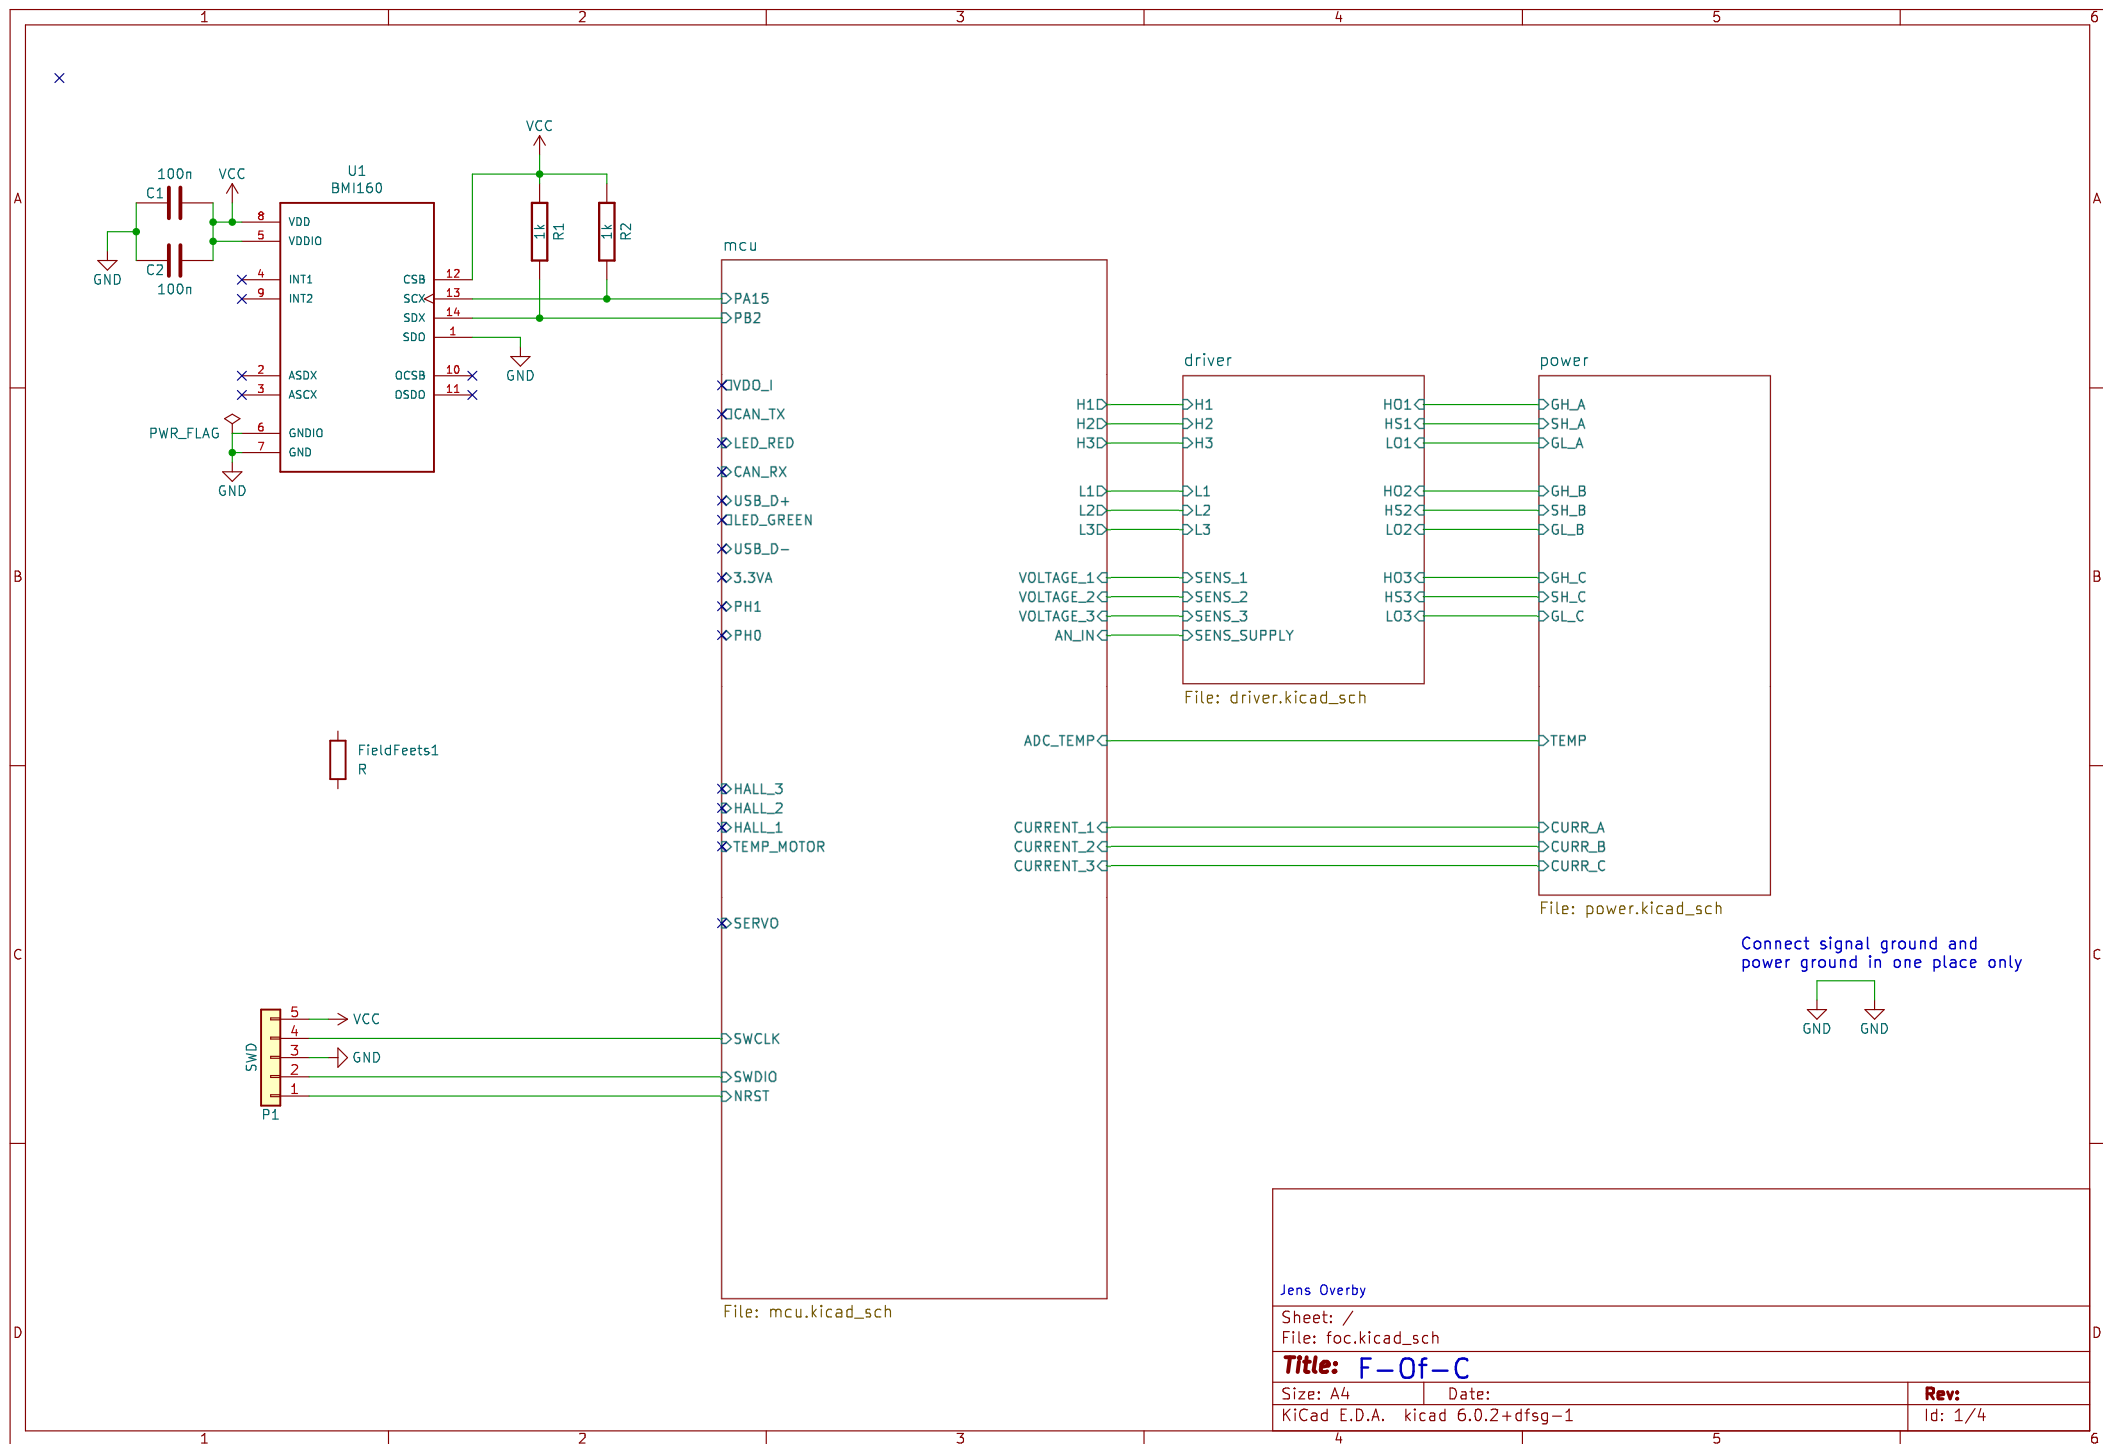 1 2 3 4 5 6
A
A
B
B
C
C
D
D
VCC
100n
VCC
C1
U1
BMI160
C2
100n
GND
8 VDD
5 VDDIO
4 INT1
9 INT2
2 ASDX
3 ASCX
6 GNDIO
7 GND
CSB 12
SCX 13
SDX 14
SDO 1
OCSB 10
OSDO 11
PWR_FLAG
GND
GND
1k R1
1k R2
mcu
PA15
PB2
VDO_I
CAN_TX
LED_RED
CAN_RX
USB_D+
LED_GREEN
USB_D-
3.3VA
PH1
PH0
HALL_3
HALL_2
HALL_1
TEMP_MOTOR
SERVO
SWCLK
SWDIO
NRST
H1
H2
H3
L1
L2
L3
VOLTAGE_1
VOLTAGE_2
VOLTAGE_3
AN_IN
ADC_TEMP
CURRENT_1
CURRENT_2
CURRENT_3
File: mcu.kicad_sch
driver
H1
H2
H3
L1
L2
L3
SENS_1
SENS_2
SENS_3
SENS_SUPPLY
HO1
HS1
LO1
HO2
HS2
LO2
HO3
HS3
LO3
File: driver.kicad_sch
power
GH_A
SH_A
GL_A
GH_B
SH_B
GL_B
GH_C
SH_C
GL_C
TEMP
CURR_A
CURR_B
CURR_C
File: power.kicad_sch
FieldFeets1
R
SWD
5 VCC
4
3 GND
2
1
P1
Connect signal ground and
power ground in one place only
GND GND
Jens Overby
Sheet: /
File: foc.kicad_sch
Title: F-Of-C
Size: A4 Date: Rev:
KiCad E.D.A. kicad 6.0.2+dfsg-1 Id: 1/4
1 2 3 4 5 6